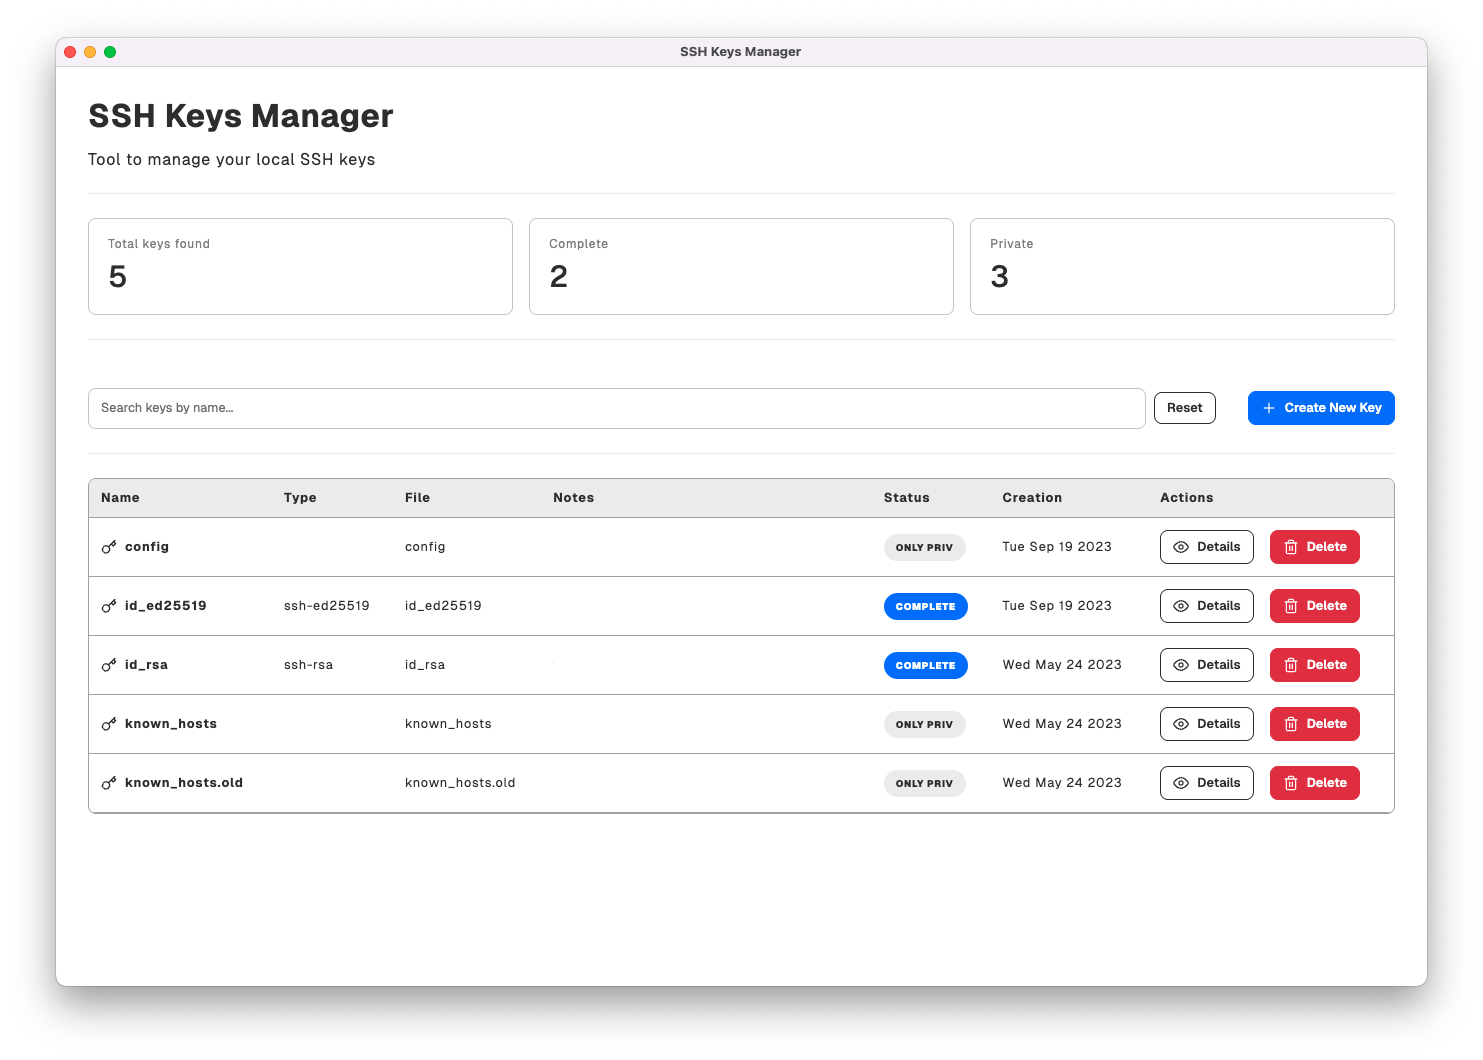 SSH Keys Manager
SSH Keys Manager
Tool to manage your local SSH keys
Total keys found
5
Complete
2
Private
3
Search keys by name...
Reset
Create New Key
Name Type File Notes Status Creation Actions
config config ONLY PRIV Tue Sep 19 2023 Details Delete
id_ed25519 ssh-ed25519 id_ed25519 COMPLETE Tue Sep 19 2023 Details Delete
id_rsa ssh-rsa id_rsa COMPLETE Wed May 24 2023 Details Delete
known_hosts known_hosts ONLY PRIV Wed May 24 2023 Details Delete
known_hosts.old known_hosts.old ONLY PRIV Wed May 24 2023 Details Delete